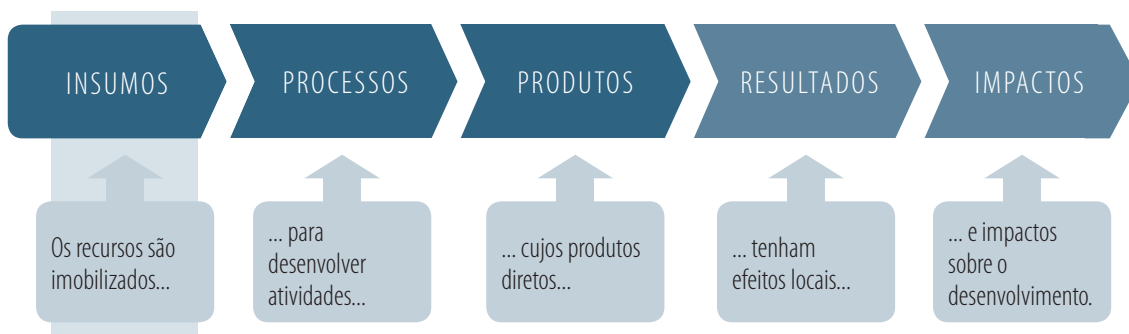 INSUMOS
PROCESSOS
PRODUTOS
RESULTADOS
IMPACTOS
Os recursos são
imobilizados...
... para
desenvolver
atividades...
... cujos produtos
diretos...
... tenham
efeitos locais...
... e impactos
sobre o
desenvolvimento.